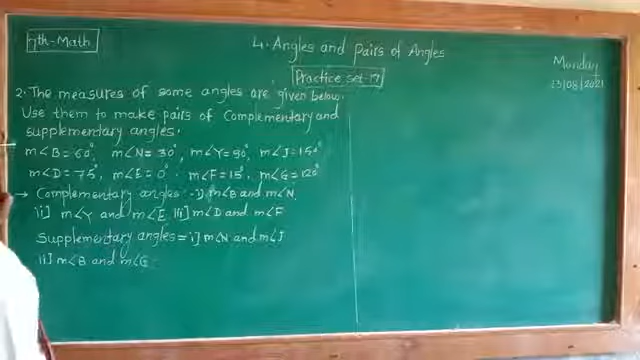 7th-Math
4. Angles and Pairs of Angles
Practice set-17
Monday
23/08/2021
2. The measures of some angles are given below.
Use them to make pairs of Complementary and
supplementary angles.
m∠B=60°, m∠N=30°, m∠Y=90°, m∠J=150°
m∠D=75°, m∠E=0°. m∠F=15°, m∠G=120°
→ Complementary angles - i] m∠B and m∠N.
ii] m∠Y and m∠E iii] m∠D and m∠F
Supplementary angles = i] m∠N and m∠J
ii] m∠B and m∠G